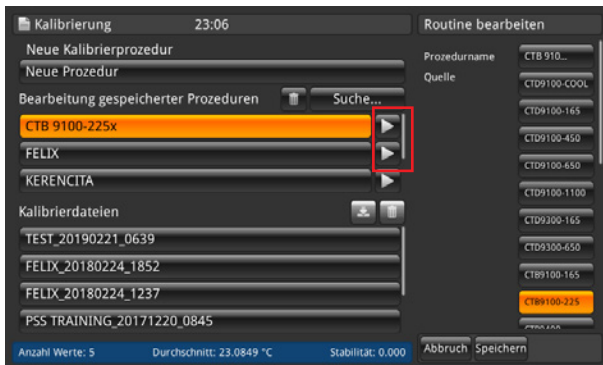 Kalibrierung 23:06
Neue Kalibrierprozedur
Neue Prozedur
Bearbeitung gespeicherter Prozeduren Suche...
CTB 9100-225x
FELIX
KERENCITA
Kalibrierdateien
TEST_20190221_0639
FELIX_20180224_1852
FELIX_20180224_1237
PSS TRAINING_20171220_0845
Anzahl Werte: 5 Durchschnitt: 23.0849 °C Stabilität: 0.000
Routine bearbeiten
Prozedurname CTB 910...
Quelle
CTD9100-COOL
CTD9100-165
CTD9100-450
CTD9100-650
CTD9100-1100
CTD9300-165
CTD9300-650
CTB9100-165
CTB9100-225
Abbruch Speichern